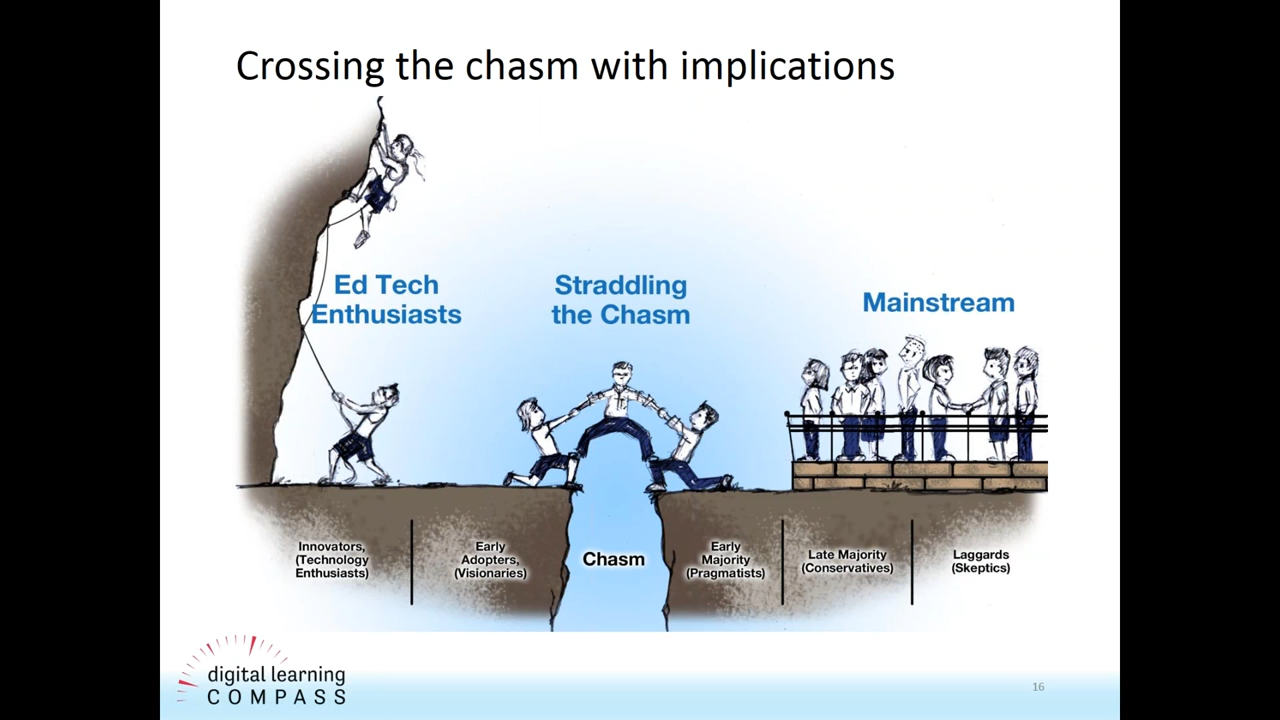 Crossing the chasm with implications
Ed Tech
Enthusiasts
Straddling
the Chasm
Mainstream
Innovators,
(Technology
Enthusiasts)
Early
Adopters,
(Visionaries)
Chasm
Early
Majority
(Pragmatists)
Late Majority
(Conservatives)
Laggards
(Skeptics)
digital learning
COMPASS
16